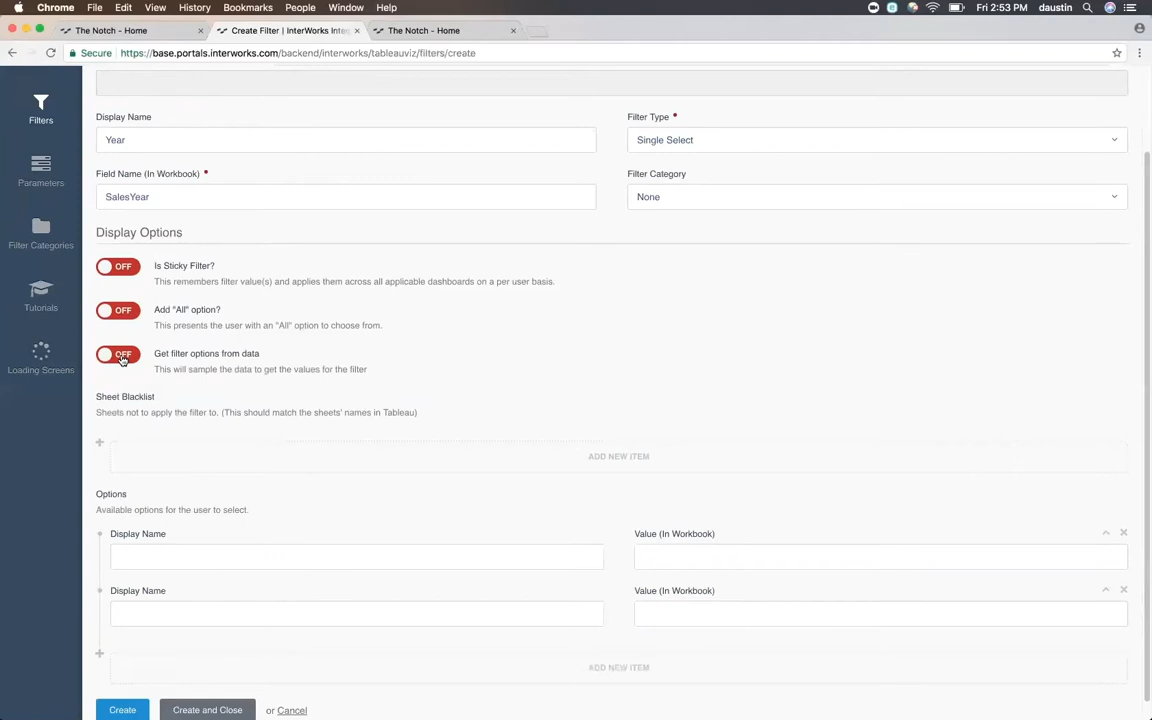 Chrome File Edit View History Bookmarks People Window Help Fri 2:53 PM daustin
The Notch - Home Create Filter | InterWorks Inter The Notch - Home
Secure https://base.portals.interworks.com/backend/interworks/tableauviz/filters/create
Filters
Parameters
Filter Categories
Tutorials
Loading Screens
Display Name Filter Type *
Year Single Select
Field Name (In Workbook) * Filter Category
SalesYear None
Display Options
OFF Is Sticky Filter?
This remembers filter value(s) and applies them across all applicable dashboards on a per user basis.
OFF Add "All" option?
This presents the user with an "All" option to choose from.
OFF Get filter options from data
This will sample the data to get the values for the filter
Sheet Blacklist
Sheets not to apply the filter to. (This should match the sheets' names in Tableau)
ADD NEW ITEM
Options
Available options for the user to select.
Display Name Value (In Workbook)
Display Name Value (In Workbook)
ADD NEW ITEM
Create Create and Close or Cancel